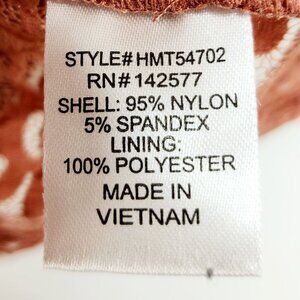 STYLE# HMT54702
RN# 142577
SHELL: 95% NYLON
5% SPANDEX
LINING:
100% POLYESTER
MADE IN
VIETNAM